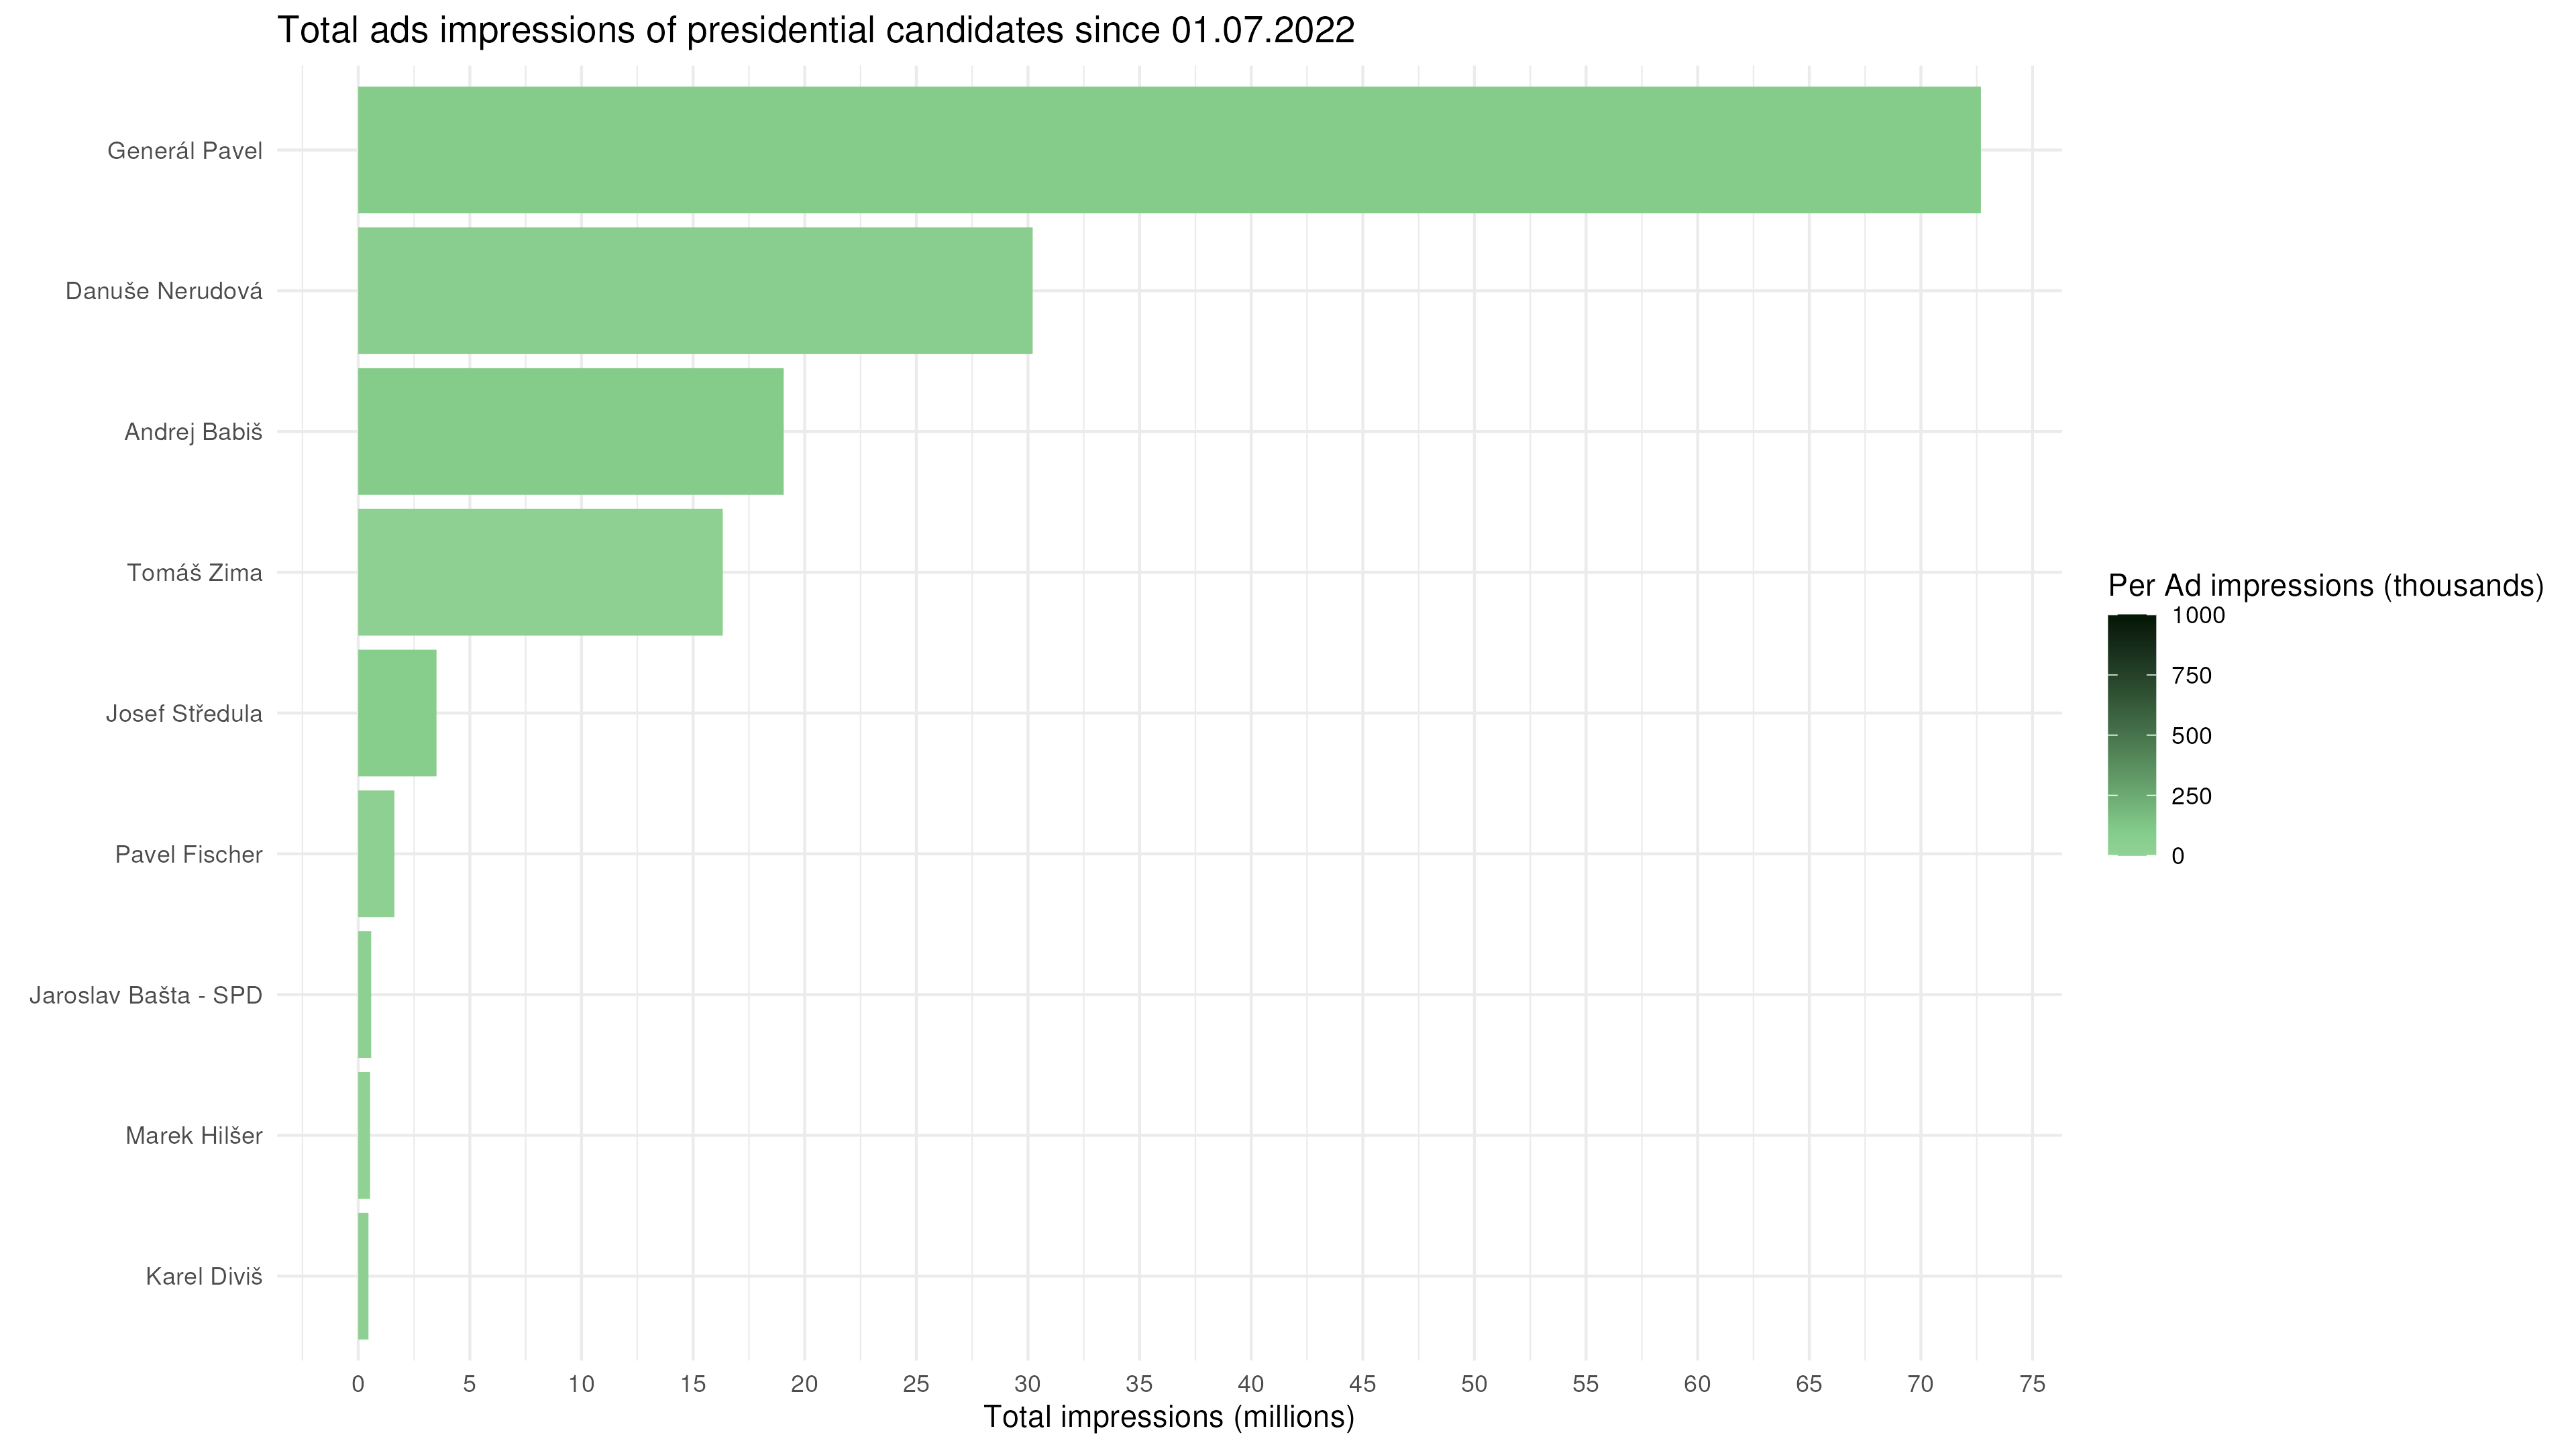 Total ads impressions of presidential candidates since 01.07.2022
Generál Pavel
Danuše Nerudová
Andrej Babiš
Tomáš Zima
Josef Středula
Pavel Fischer
Jaroslav Bašta - SPD
Marek Hilšer
Karel Diviš
0 5 10 15 20 25 30 35 40 45 50 55 60 65 70 75
Total impressions (millions)
Per Ad impressions (thousands)
1000
750
500
250
0